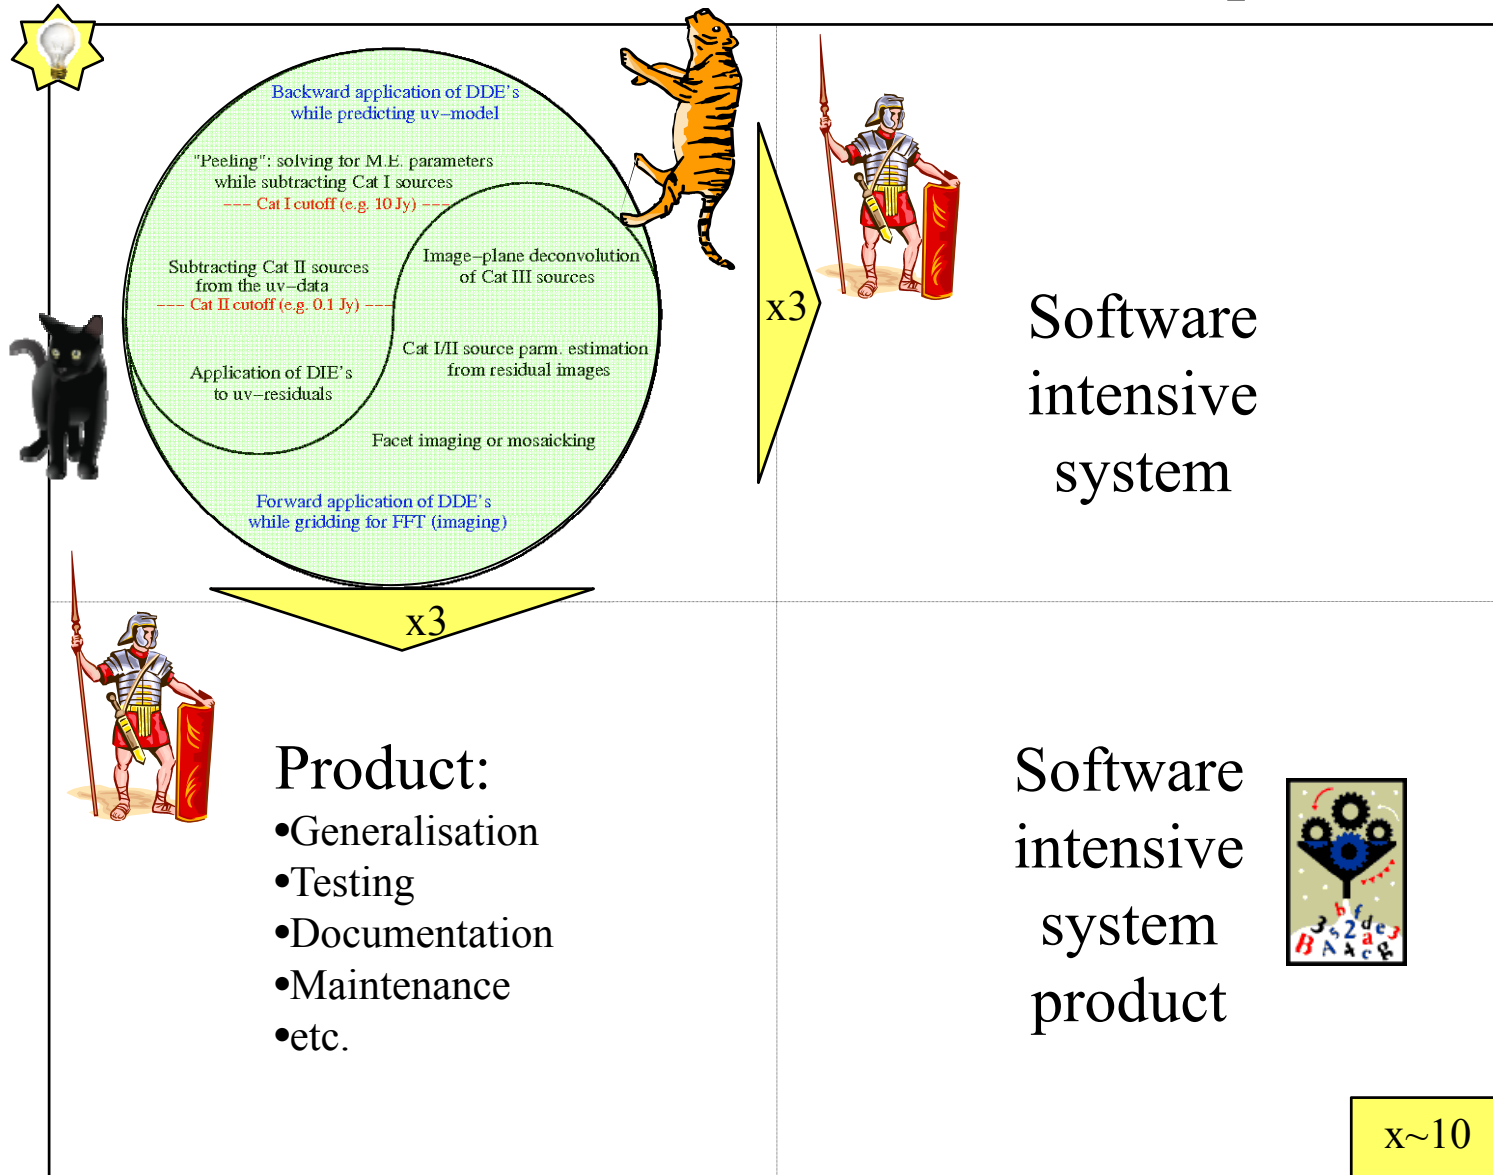 Backward application of DDE's
while predicting uv−model
"Peeling": solving for M.E. parameters
while subtracting Cat I sources
−−− Cat I cutoff (e.g. 10 Jy) −−−
Subtracting Cat II sources
from the uv−data
−−− Cat II cutoff (e.g. 0.1 Jy) −−−
Application of DIE's
to uv−residuals
Image−plane deconvolution
of Cat III sources
Cat I/II source parm. estimation
from residual images
Facet imaging or mosaicking
Forward application of DDE's
while gridding for FFT (imaging)
x3
Software
intensive
system
x3
Product:
•Generalisation
•Testing
•Documentation
•Maintenance
•etc.
Software
intensive
system
product
x~10